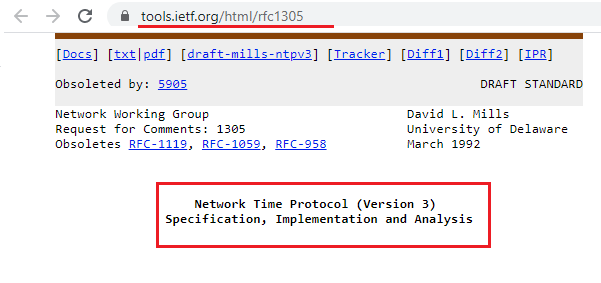 tools.ietf.org/html/rfc1305
[Docs] [txt|pdf] [draft-mills-ntpv3] [Tracker] [Diff1] [Diff2] [IPR]
Obsoleted by: 5905 DRAFT STANDARD
Network Working Group David L. Mills
Request for Comments: 1305 University of Delaware
Obsoletes RFC-1119, RFC-1059, RFC-958 March 1992
Network Time Protocol (Version 3)
Specification, Implementation and Analysis